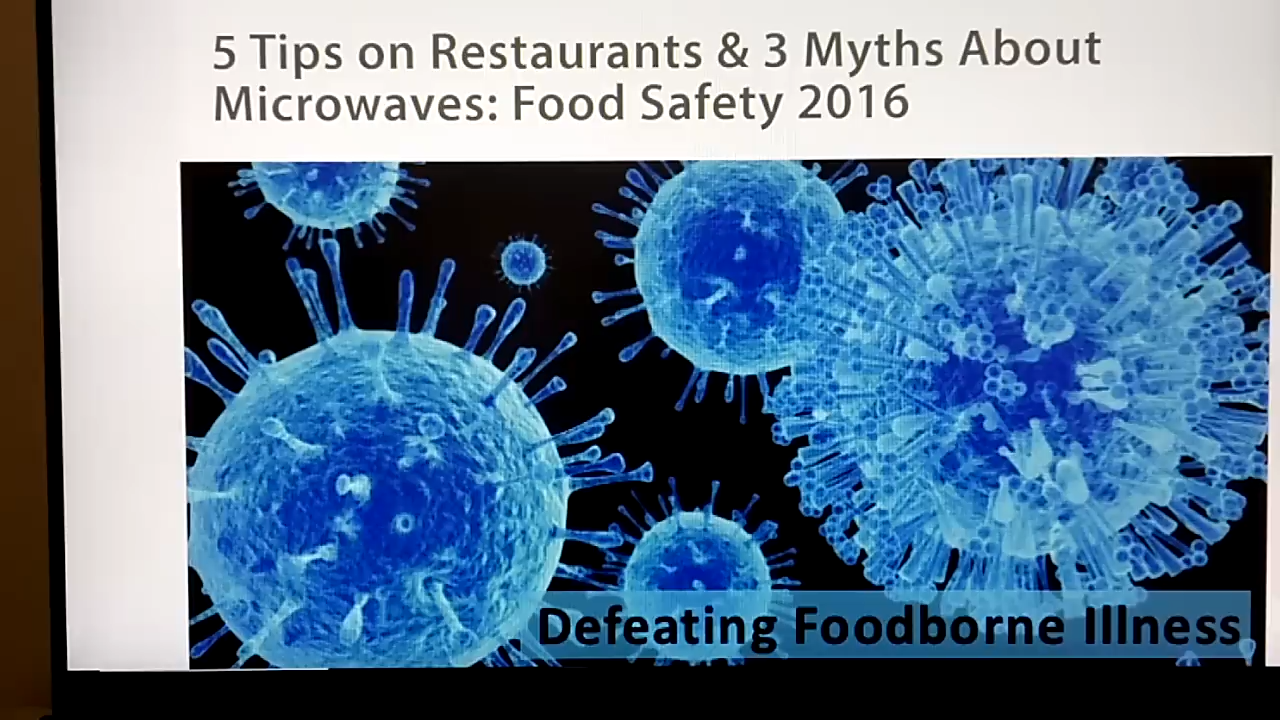 5 Tips on Restaurants & 3 Myths About
Microwaves: Food Safety 2016
Defeating Foodborne Illness